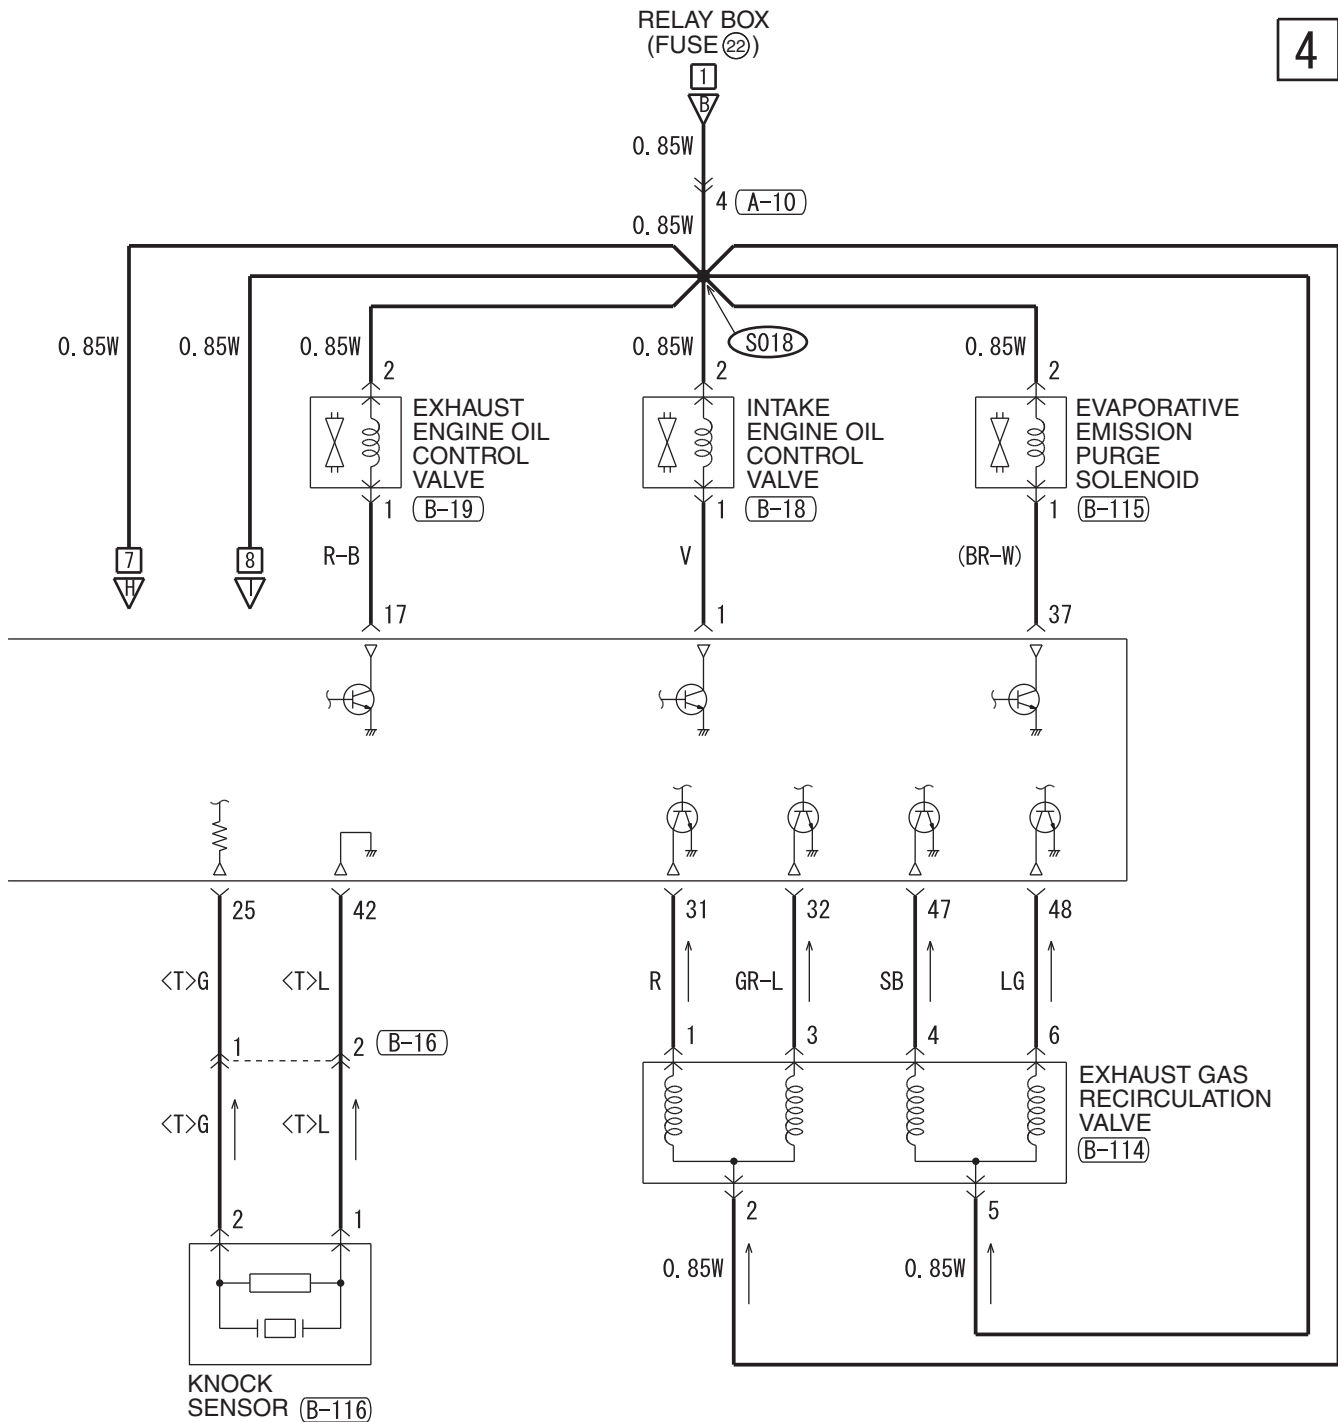 RELAY BOX
(FUSE 22)
4
1
B
0. 85W
4 A-10
0. 85W
0. 85W 0. 85W 0. 85W 0. 85W S018 0. 85W
2 2 2
EXHAUST
ENGINE OIL
CONTROL
VALVE
B-19
INTAKE
ENGINE OIL
CONTROL
VALVE
B-18
EVAPORATIVE
EMISSION
PURGE
SOLENOID
B-115
1 1 1
7 8 R-B V (BR-W)
H I
17 1 37
25 42 31 32 47 48
<T>G <T>L R GR-L SB LG
1 2 B-16 1 3 4 6
EXHAUST GAS
RECIRCULATION
VALVE
B-114
<T>G <T>L
2 1 2 5
0. 85W 0. 85W
KNOCK
SENSOR B-116